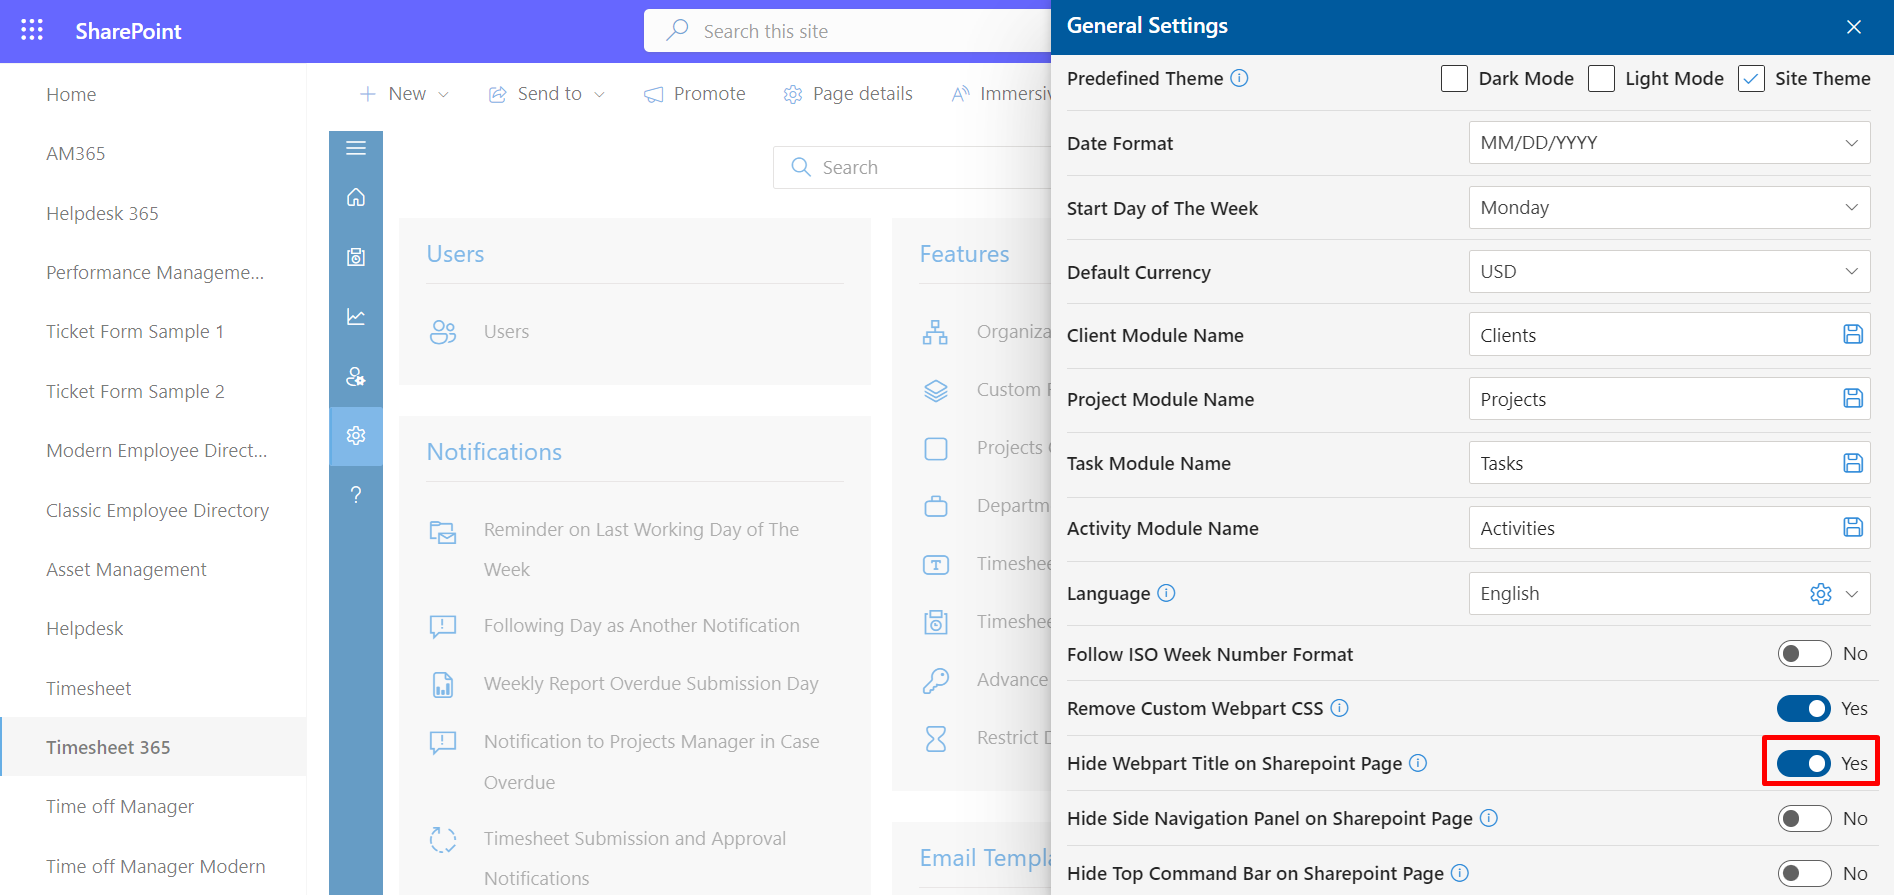 SharePoint
Search this site
Home
AM365
Helpdesk 365
Performance Manageme...
Ticket Form Sample 1
Ticket Form Sample 2
Modern Employee Direct...
Classic Employee Directory
Asset Management
Helpdesk
Timesheet
Timesheet 365
Time off Manager
Time off Manager Modern
New
Send to
Promote
Page details
Immersiv
Search
Users
Users
Notifications
Reminder on Last Working Day of The
Week
Following Day as Another Notification
Weekly Report Overdue Submission Day
Notification to Projects Manager in Case
Overdue
Timesheet Submission and Approval
Notifications
Features
Organiza
Custom F
Projects
Departm
Timeshee
Timeshee
Advance
Restrict D
Email Templa
General Settings
Predefined Theme
Dark Mode
Light Mode
Site Theme
Date Format
MM/DD/YYYY
Start Day of The Week
Monday
Default Currency
USD
Client Module Name
Clients
Project Module Name
Projects
Task Module Name
Tasks
Activity Module Name
Activities
Language
English
Follow ISO Week Number Format
No
Remove Custom Webpart CSS
Yes
Hide Webpart Title on Sharepoint Page
Yes
Hide Side Navigation Panel on Sharepoint Page
No
Hide Top Command Bar on Sharepoint Page
No